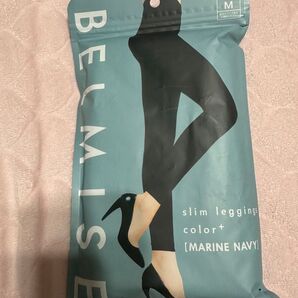 M
BELMISE
slim leggings
color+
[MARINE NAVY]